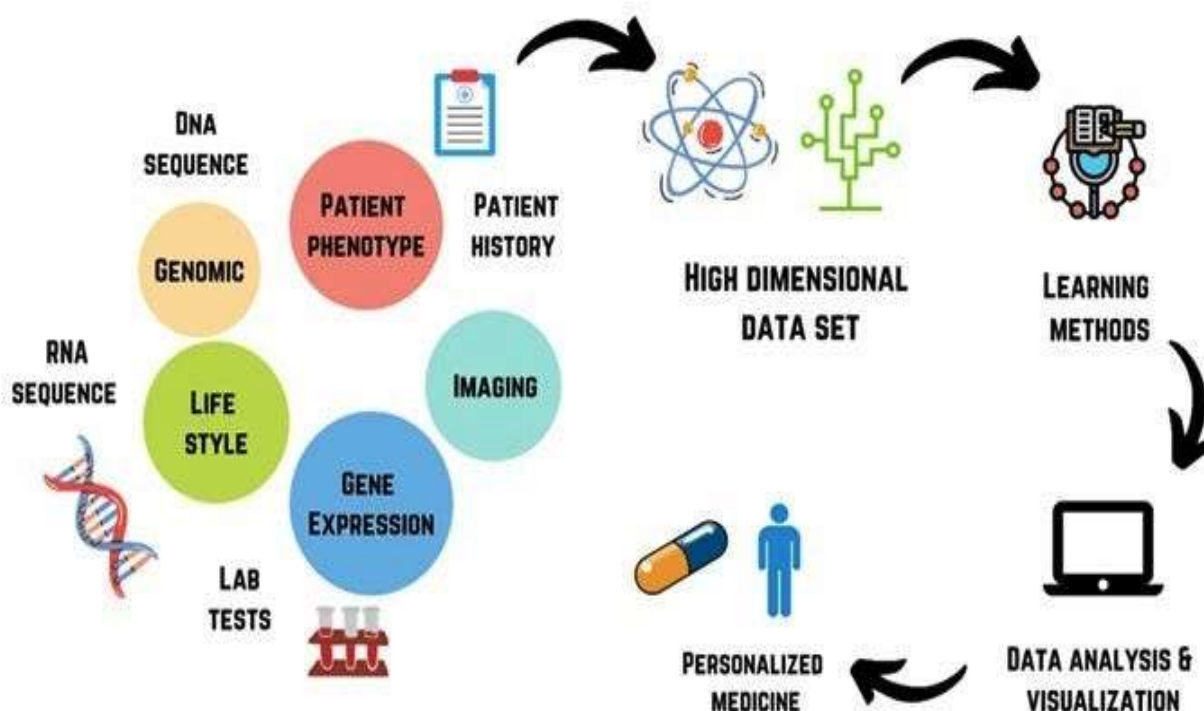 DNA
SEQUENCE
PATIENT
PHENOTYPE
PATIENT
HISTORY
GENOMIC
RNA
SEQUENCE
LIFE
STYLE
IMAGING
GENE
EXPRESSION
LAB
TESTS
HIGH DIMENSIONAL
DATA SET
LEARNING
METHODS
DATA ANALYSIS &
VISUALIZATION
PERSONALIZED
MEDICINE